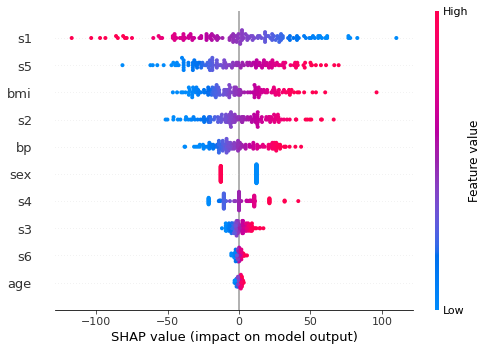 High
s1
s5
bmi
s2
bp
sex
s4
s3
s6
age
Feature value
Low
−100 −50 0 50 100
SHAP value (impact on model output)